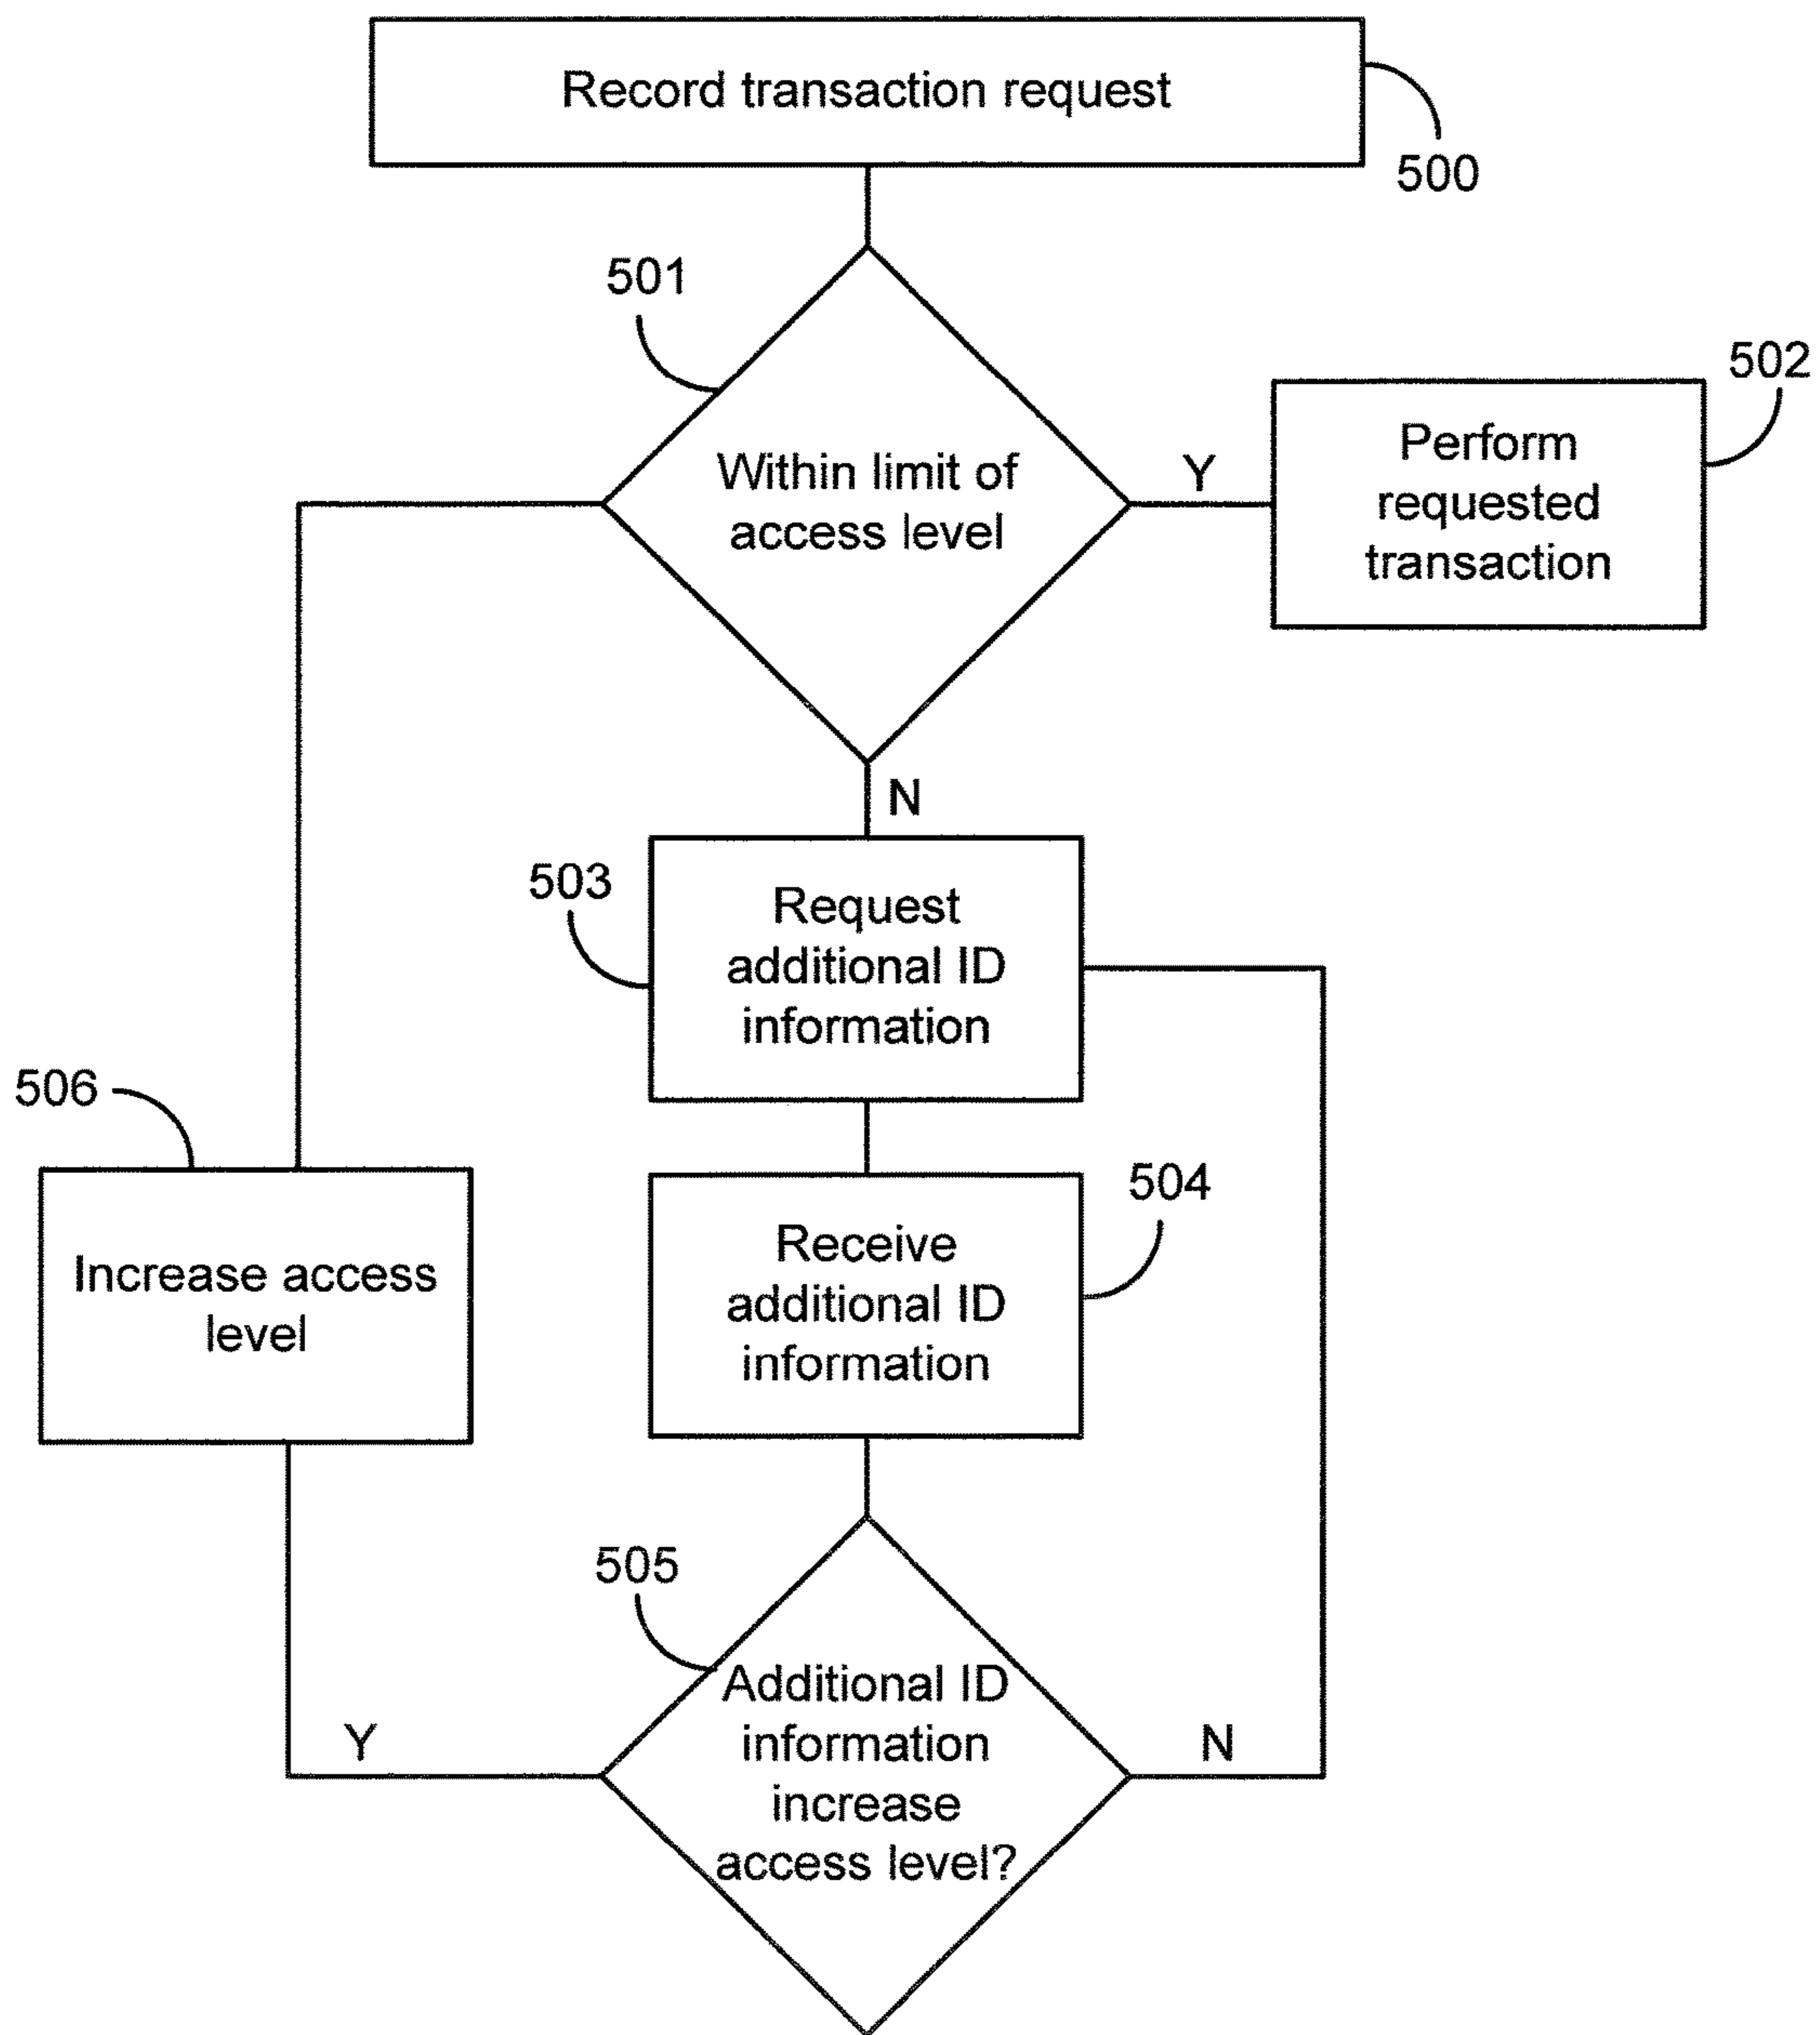 Record transaction request
500
501
502
Within limit of
access level
Y
Perform
requested
transaction
N
503
Request
additional ID
information
506
504
Increase access
level
Receive
additional ID
information
505
Additional ID
information
increase
access level?
Y
N